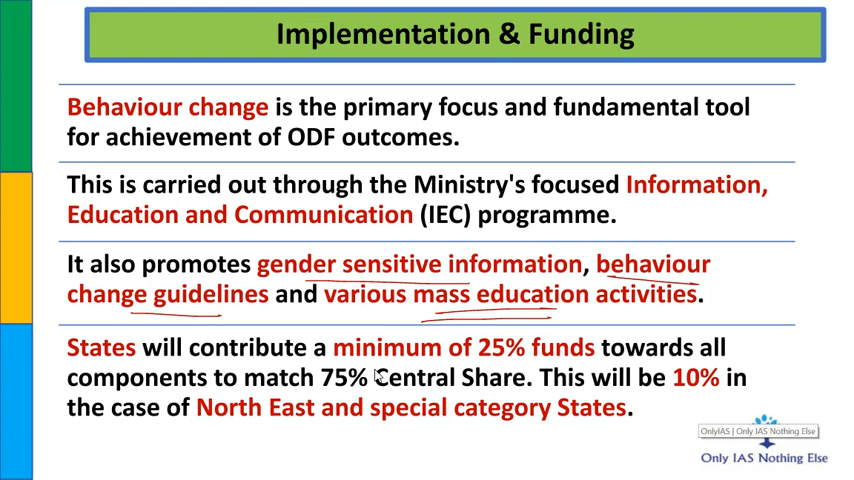 Implementation & Funding
Behaviour change is the primary focus and fundamental tool
for achievement of ODF outcomes.
This is carried out through the Ministry's focused Information,
Education and Communication (IEC) programme.
It also promotes gender sensitive information, behaviour
change guidelines and various mass education activities.
States will contribute a minimum of 25% funds towards all
components to match 75% Central Share. This will be 10% in
the case of North East and special category States.
OnlyIAS | Only IAS Nothing Else
Only IAS Nothing Else